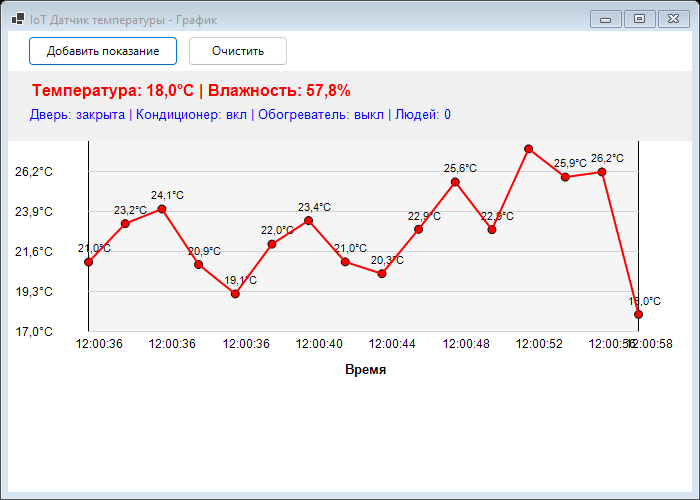 IoT Датчик температуры - График
Добавить показание Очистить
Температура: 18,0°C | Влажность: 57,8%
Дверь: закрыта | Кондиционер: вкл | Обогреватель: выкл | Людей: 0
26,2°C
23,9°C
21,6°C
19,3°C
17,0°C
21,0°C
23,2°C
24,1°C
20,9°C
19,1°C
22,0°C
23,4°C
21,0°C
20,3°C
22,9°C
25,6°C
22,9°C
25,9°C
26,2°C
18,0°C
12:00:36 12:00:36 12:00:36 12:00:40 12:00:44 12:00:48 12:00:52 12:00:56 12:00:58
Время